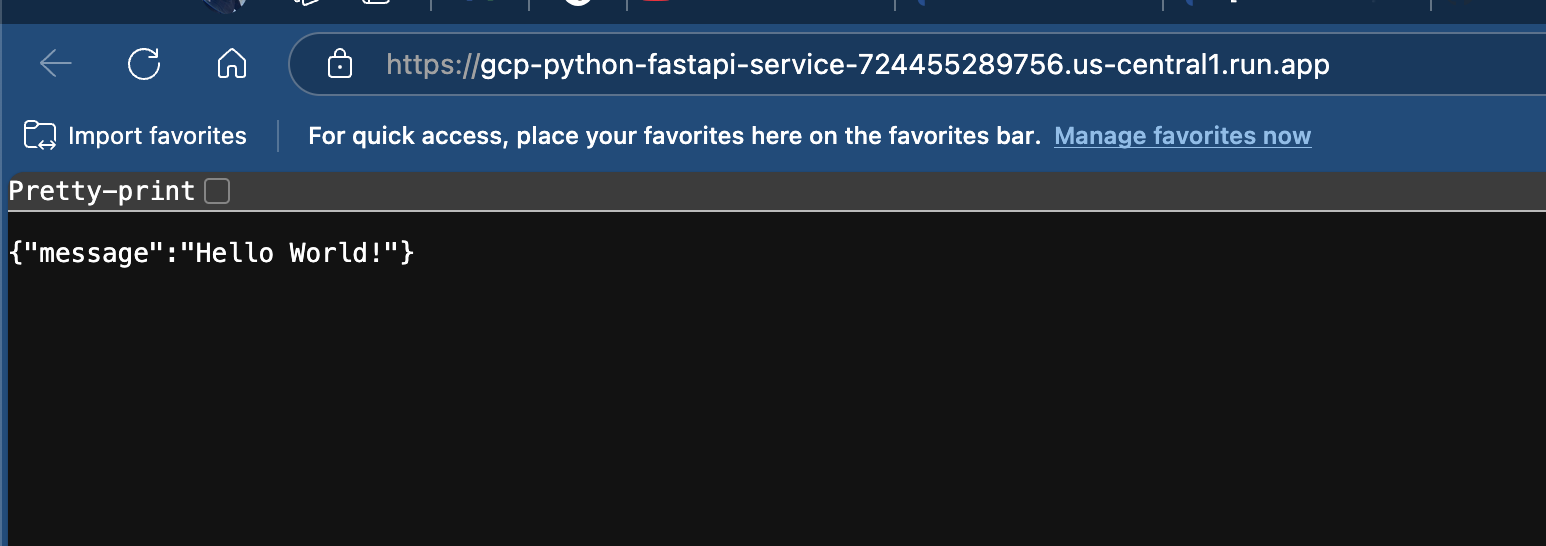 https://gcp-python-fastapi-service-724455289756.us-central1.run.app
Import favorites
For quick access, place your favorites here on the favorites bar. Manage favorites now
Pretty-print
{"message":"Hello World!"}